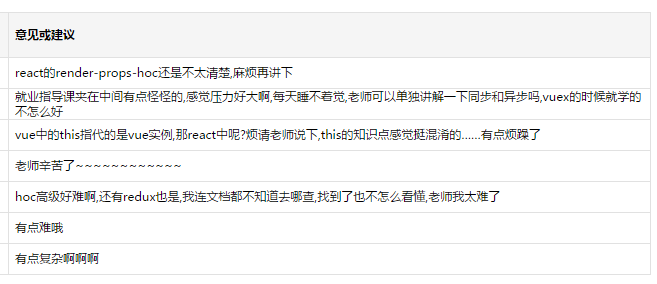 意见或建议
react的render-props-hoc还是不太清楚,麻烦再讲下
就业指导课夹在中间有点怪怪的,感觉压力好大啊,每天睡不着觉,老师可以单独讲解一下同步和异步吗,vuex的时候就学的
不怎么好
vue中的this指代的是vue实例,那react中呢?烦请老师说下,this的知识点感觉挺混淆的......有点烦躁了
老师辛苦了~~~~~~~~~~~~
hoc高级好难啊,还有redux也是,我连文档都不知道去哪查,找到了也不怎么看懂,老师我太难了
有点难哦
有点复杂啊啊啊